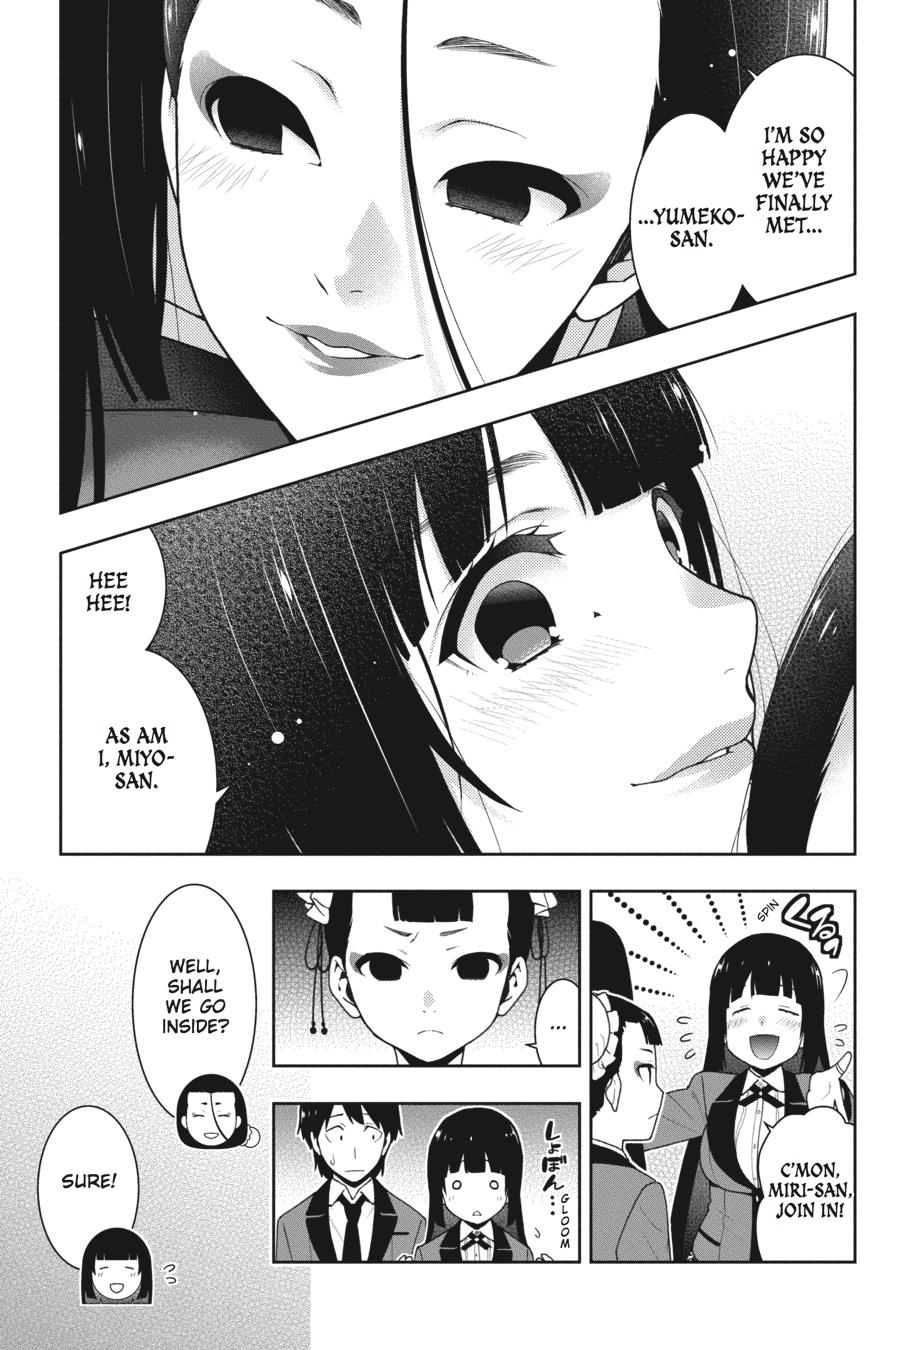 I'M SO
HAPPY
WE'VE
FINALLY
MET...
...YUMEKO-
SAN.
HEE
HEE!
AS AM
I, MIYO-
SAN.
SPIN
くるっ
C'MON,
MIRI-SAN,
JOIN IN!
...
しょぼん…
GLOOM
WELL,
SHALL
WE GO
INSIDE?
SURE!